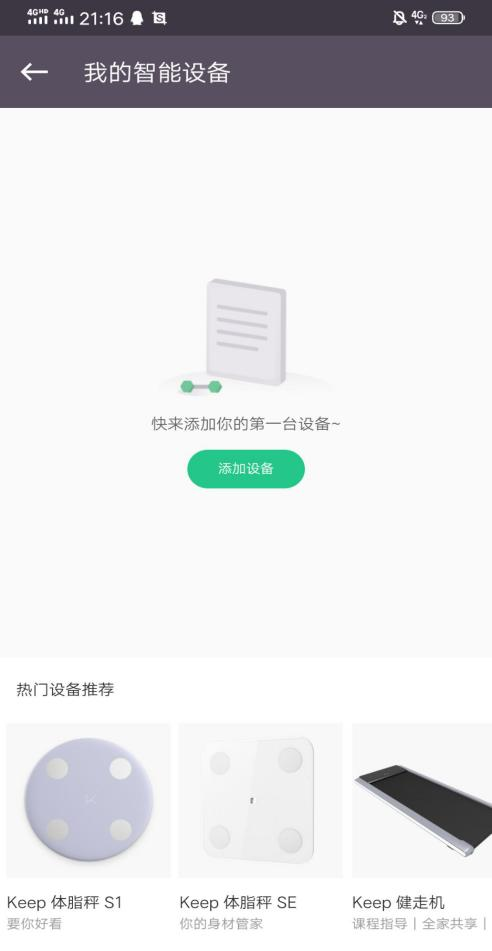 4GHD 4G 21:16 4G2 93
我的智能设备
快来添加你的第一台设备~
添加设备
热门设备推荐
Keep 体脂秤 S1
要你好看
Keep 体脂秤 SE
你的身材管家
Keep 健走机
课程指导｜全家共享｜